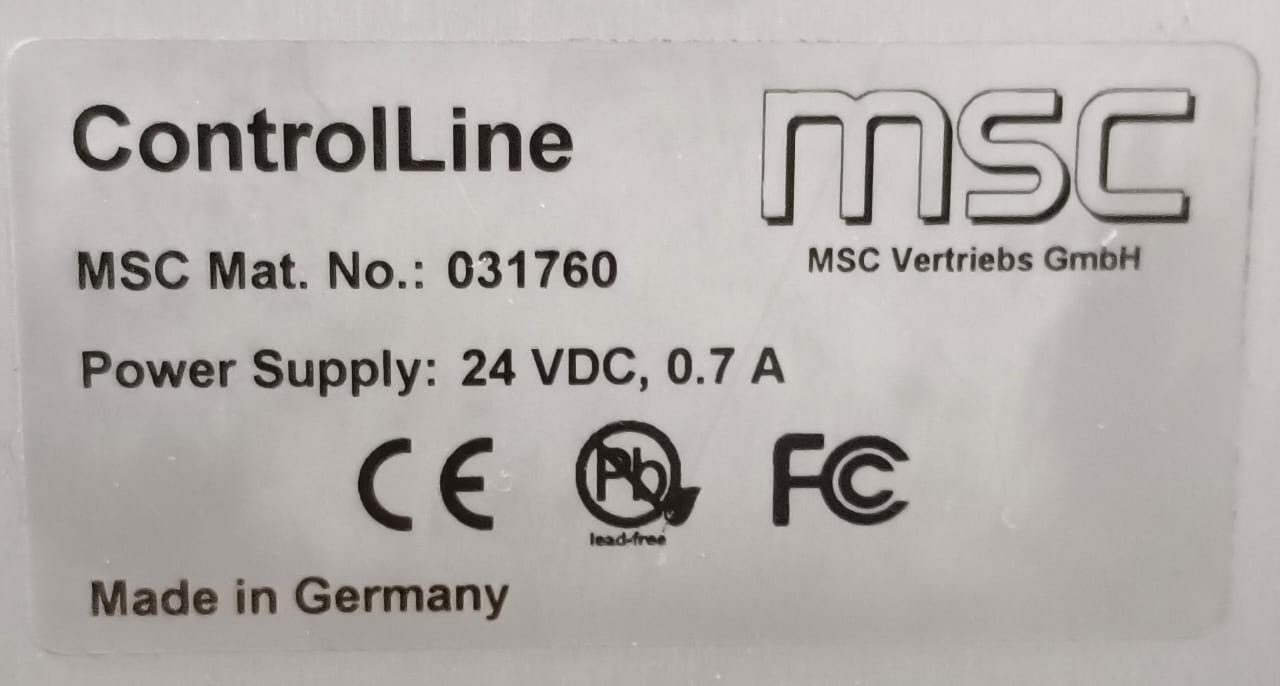 ControlLine
msc
MSC Vertriebs GmbH
MSC Mat. No.: 031760
Power Supply: 24 VDC, 0.7 A
CE Pb FC
lead-free
Made in Germany